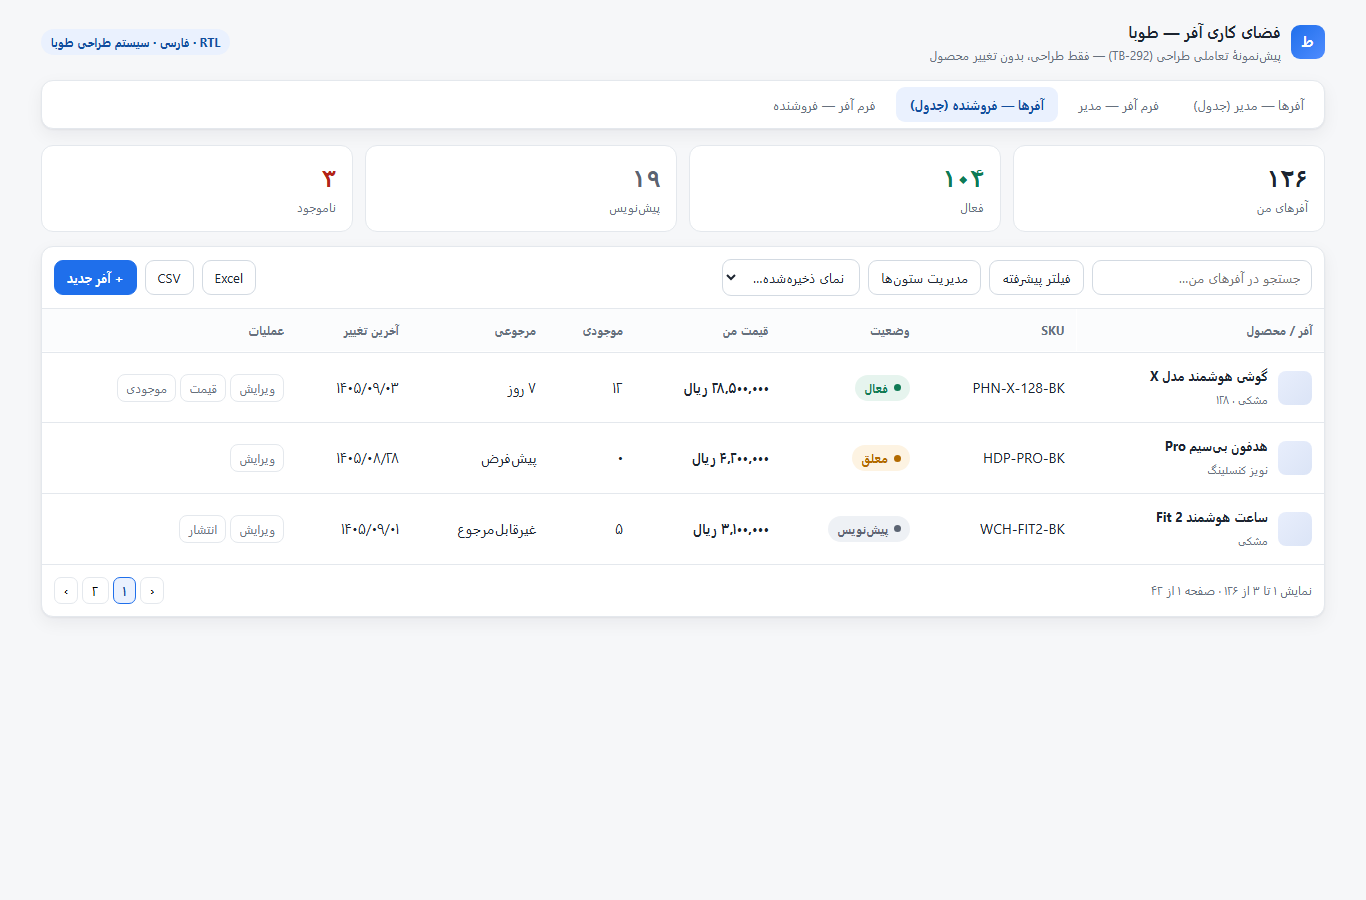 ط
فضای کاری آفر — طوبا
پیش‌نمونهٔ تعاملی طراحی (TB-292) — فقط طراحی، بدون تغییر محصول
RTL · فارسی · سیستم طراحی طوبا
آفرها — مدیر (جدول)
فرم آفر — مدیر
آفرها — فروشنده (جدول)
فرم آفر — فروشنده
۱۲۶
آفرهای من
۱۰۴
فعال
۱۹
پیش‌نویس
۳
ناموجود
جستجو در آفرهای من...
فیلتر پیشرفته
مدیریت ستون‌ها
نمای ذخیره‌شده...
Excel
CSV
+ آفر جدید
آفر / محصول	SKU	وضعیت	قیمت من	موجودی	مرجوعی	آخرین تغییر	عملیات
گوشی هوشمند مدل X
مشکی · ۱۲۸
PHN-X-128-BK
فعال
۲۸,۵۰۰,۰۰۰ ریال
۱۲
۷ روز
۱۴۰۵/۰۹/۰۳
ویرایش
قیمت
موجودی
هدفون بی‌سیم Pro
نویز کنسلینگ
HDP-PRO-BK
معلق
۴,۲۰۰,۰۰۰ ریال
۰
پیش‌فرض
۱۴۰۵/۰۸/۲۸
ویرایش
ساعت هوشمند Fit 2
مشکی
WCH-FIT2-BK
پیش‌نویس
۳,۱۰۰,۰۰۰ ریال
۵
غیرقابل‌مرجوع
۱۴۰۵/۰۹/۰۱
ویرایش
انتشار
نمایش ۱ تا ۳ از ۱۲۶ · صفحه ۱ از ۴۲
‹
۱
۲
›